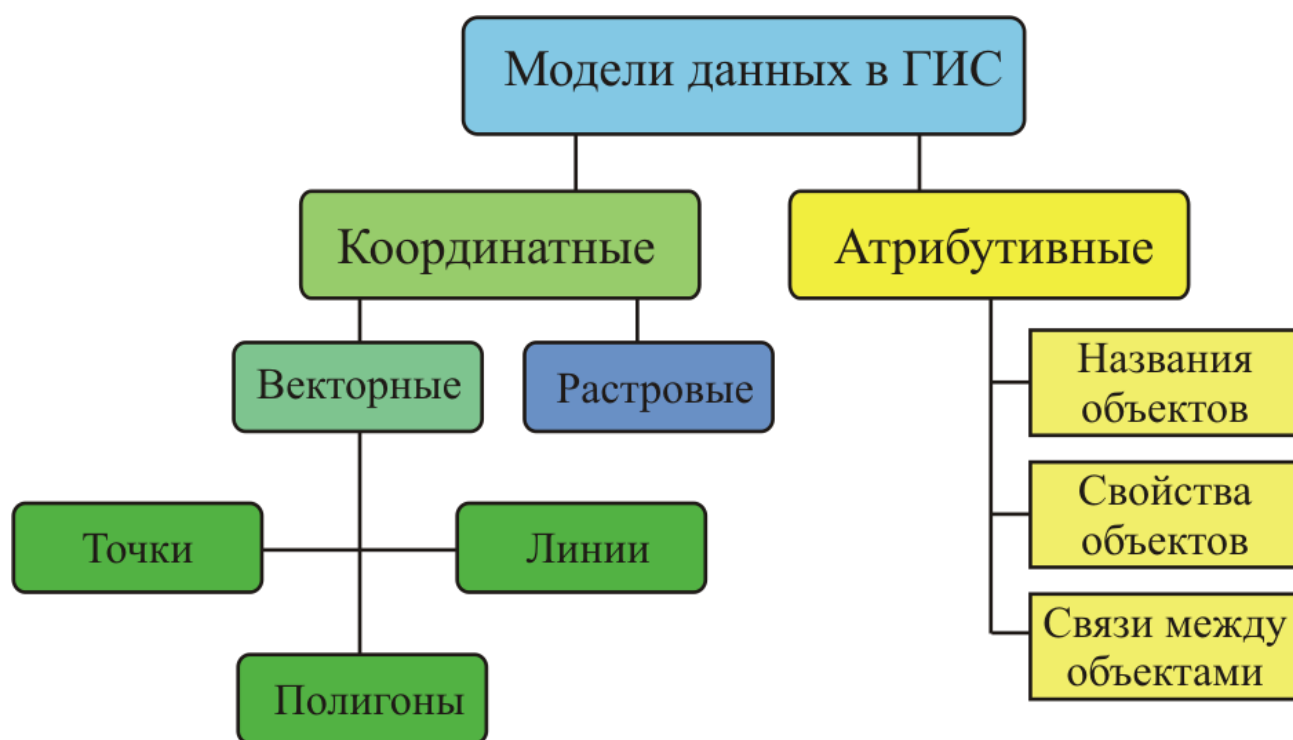 Модели данных в ГИС
Координатные
Атрибутивные
Векторные
Растровые
Названия
объектов
Свойства
объектов
Точки
Линии
Связи между
объектами
Полигоны